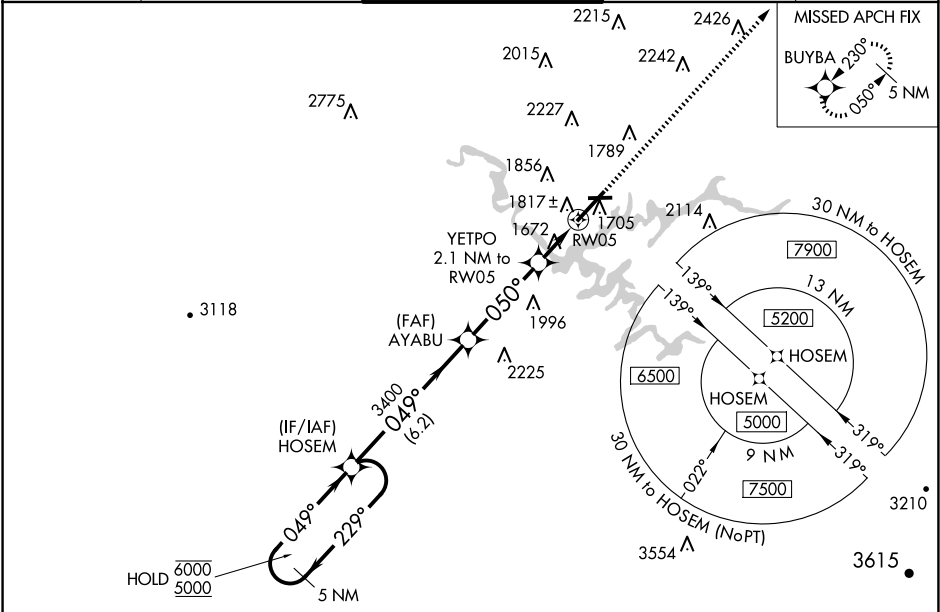 2215
2426
MISSED APCH FIX
BUYBA
230°
050°
5 NM
2015
2242
2775
2227
1789
1856
1817±
1705
1672
RW05
2114
YETPO
2.1 NM to
RW05
050°
3118
1996
(FAF)
AYABU
2225
3400
049°
(6.2)
(IF/IAF)
HOSEM
049°
229°
HOLD
6000
5000
5 NM
30 NM to HOSEM
7900
139°
139°
13 NM
5200
HOSEM
6500
HOSEM
5000
319°
319°
9 NM
022°
7500
30 NM to HOSEM (NoPT)
3210
3554
3615